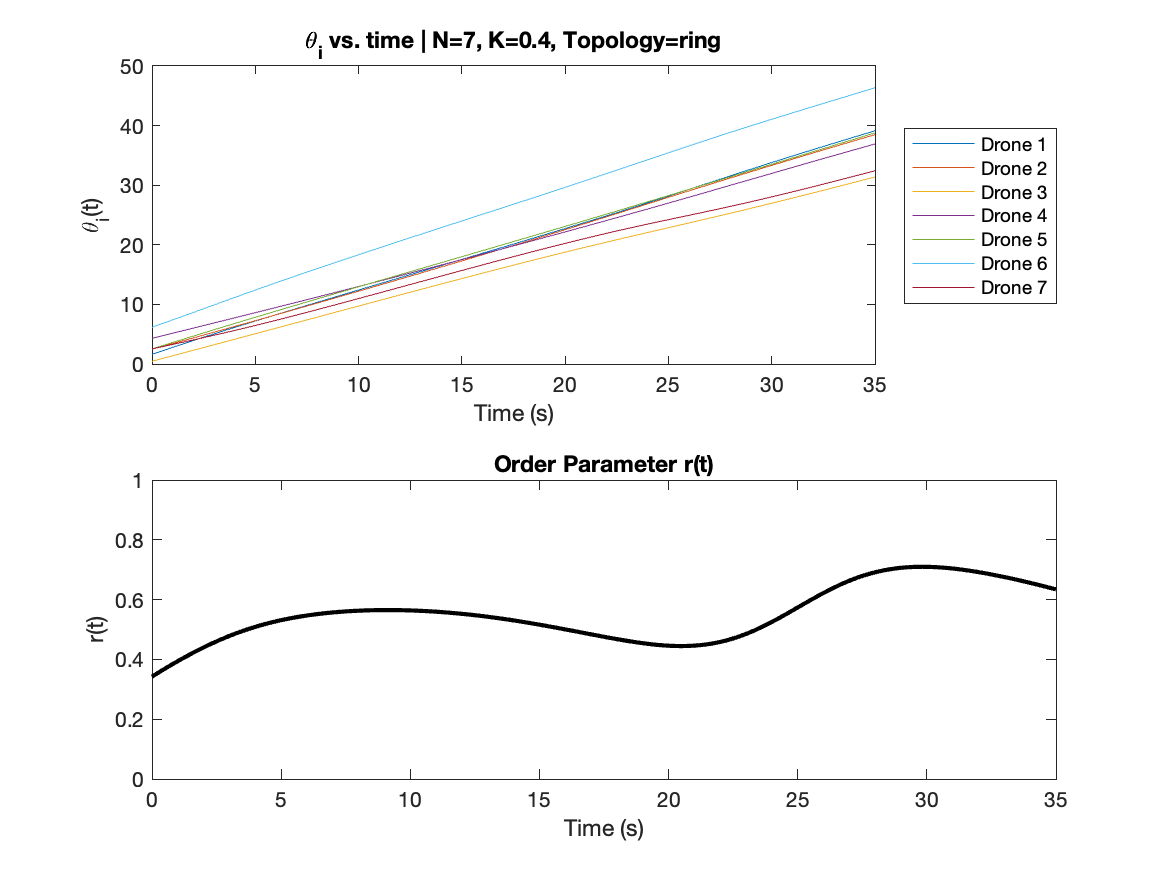 θi vs. time | N=7, K=0.4, Topology=ring
50
40
30
20
10
0
θi(t)
0 5 10 15 20 25 30 35
Time (s)
Drone 1
Drone 2
Drone 3
Drone 4
Drone 5
Drone 6
Drone 7
Order Parameter r(t)
1
0.8
0.6
0.4
0.2
0
r(t)
0 5 10 15 20 25 30 35
Time (s)